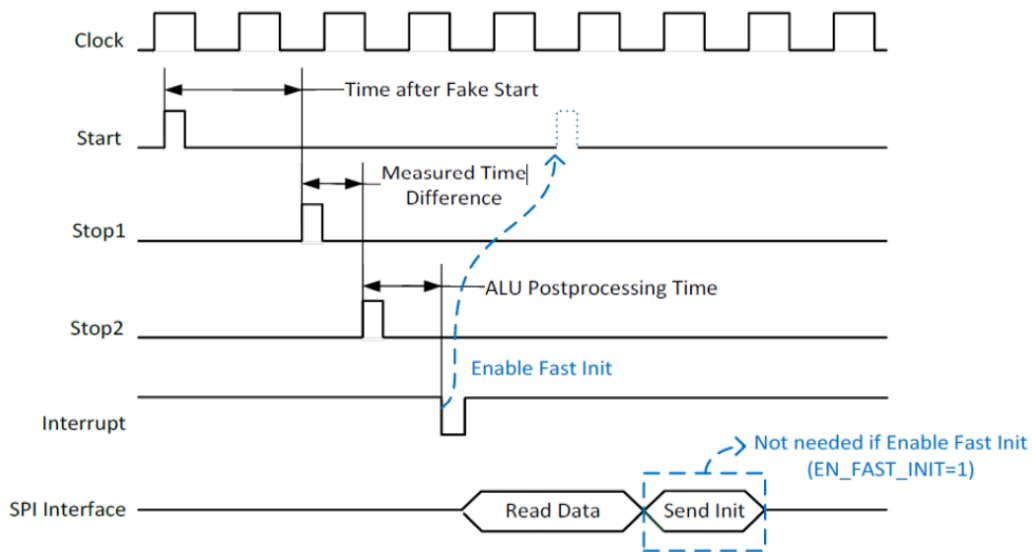 Clock
Time after Fake Start
Start
Measured Time
Difference
Stop1
ALU Postprocessing Time
Stop2
Enable Fast Init
Interrupt
Not needed if Enable Fast Init
(EN_FAST_INIT=1)
SPI Interface
Read Data
Send Init